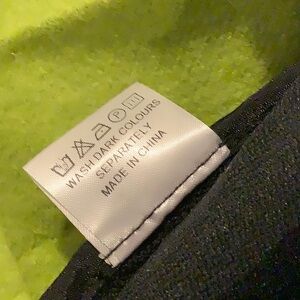 P
WASH DARK COLOURS
SEPARATELY
MADE IN CHINA